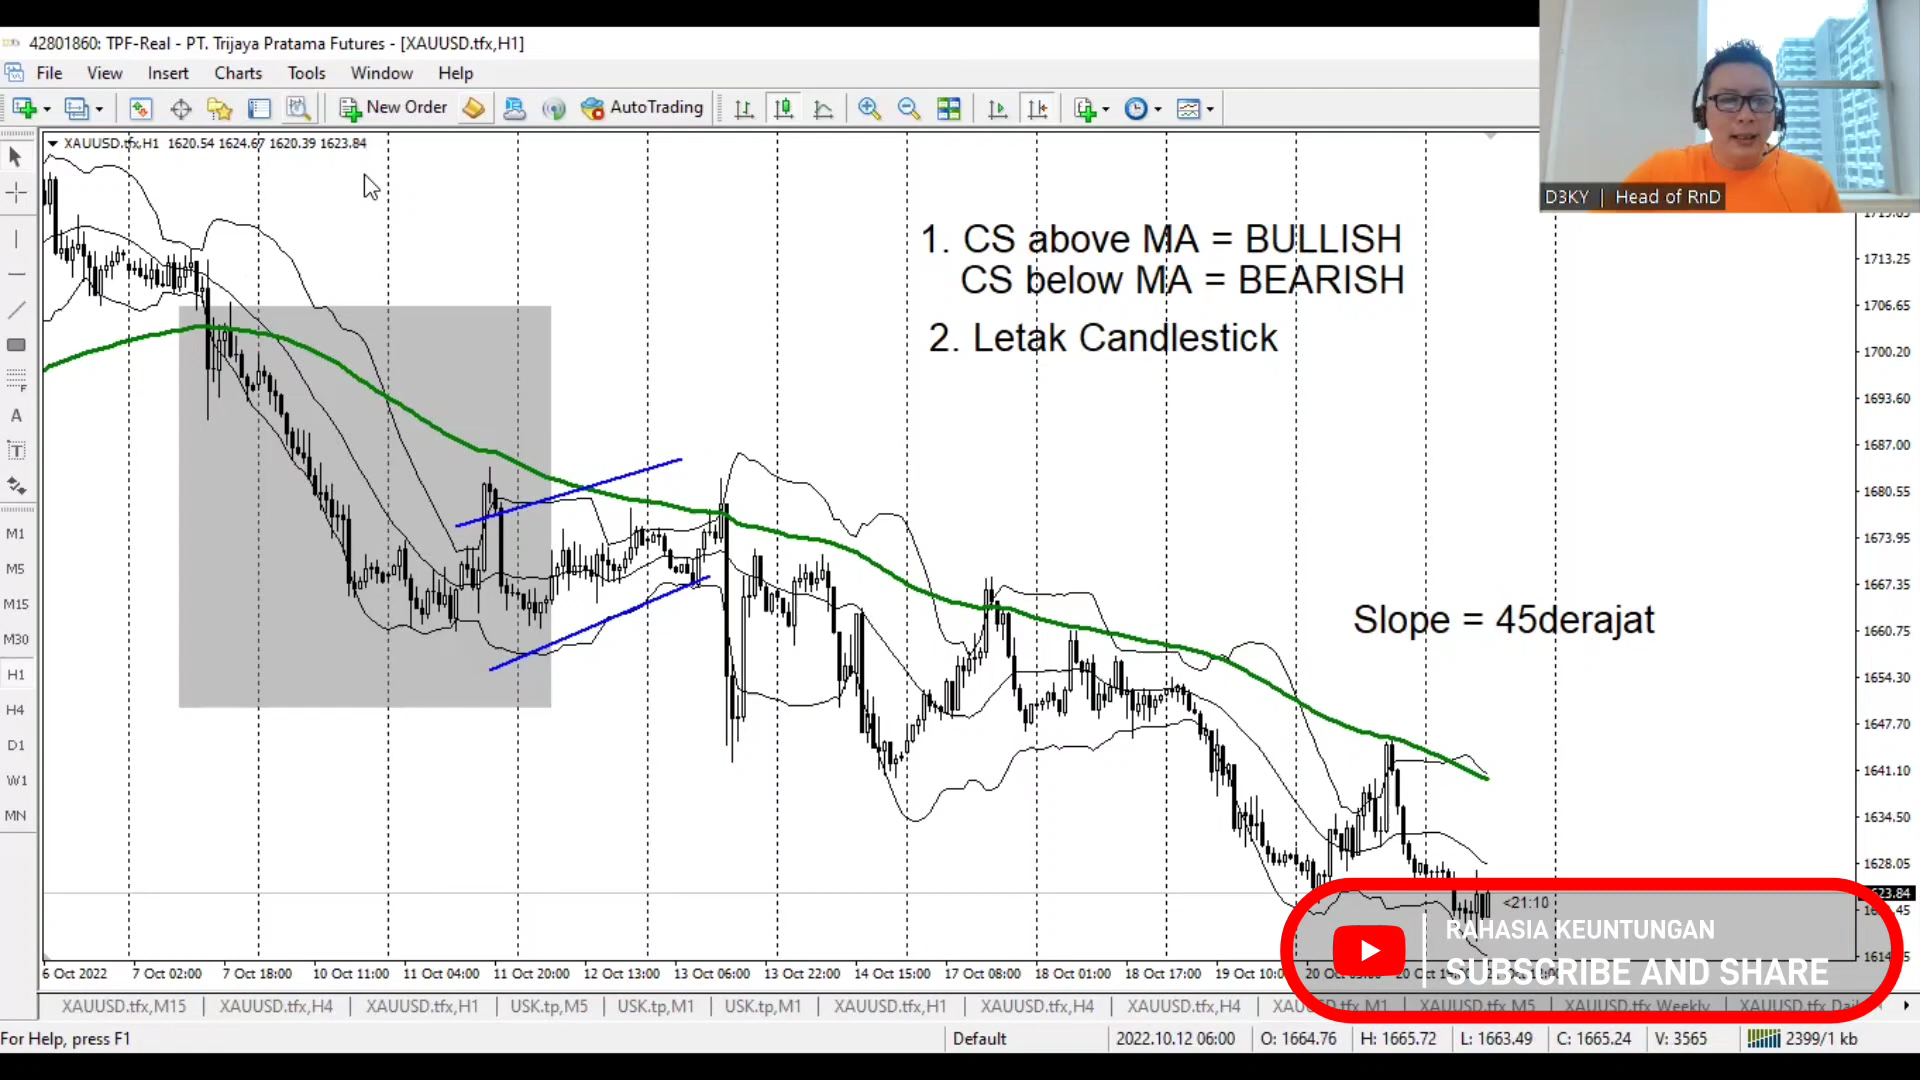 42801860: TPF-Real - PT. Trijaya Pratama Futures - [XAUUSD.tfx,H1]
File View Insert Charts Tools Window Help
New Order AutoTrading
XAUUSD.tfx,H1 1620.54 1624.67 1620.39 1623.84
D3KY | Head of RnD
1. CS above MA = BULLISH
CS below MA = BEARISH
2. Letak Candlestick
Slope = 45derajat
1713.25
1706.65
1700.20
1693.60
1687.00
1680.55
1673.95
1667.35
1660.75
1654.30
1647.70
1641.10
1634.50
1628.05
M1
M5
M15
M30
H1
H4
D1
W1
MN
<21:10
RAHASIA KEUNTUNGAN
SUBSCRIBE AND SHARE
6 Oct 2022 7 Oct 02:00 7 Oct 18:00 10 Oct 11:00 11 Oct 04:00 11 Oct 20:00 12 Oct 13:00 13 Oct 06:00 13 Oct 22:00 14 Oct 15:00 17 Oct 08:00 18 Oct 01:00 18 Oct 17:00
XAUUSD.tfx,M15 XAUUSD.tfx,H4 XAUUSD.tfx,H1 USK.tp,M5 USK.tp,M1 USK.tp,M1 XAUUSD.tfx,H1 XAUUSD.tfx,H4 XAUUSD.tfx,H4 XAUUSD.tfx,M1 XAUUSD.tfx,M5 XAUUSD.tfx,Weekly
For Help, press F1 Default 2022.10.12 06:00 O: 1664.76 H: 1665.72 L: 1663.49 C: 1665.24 V: 3565 2399/1 kb